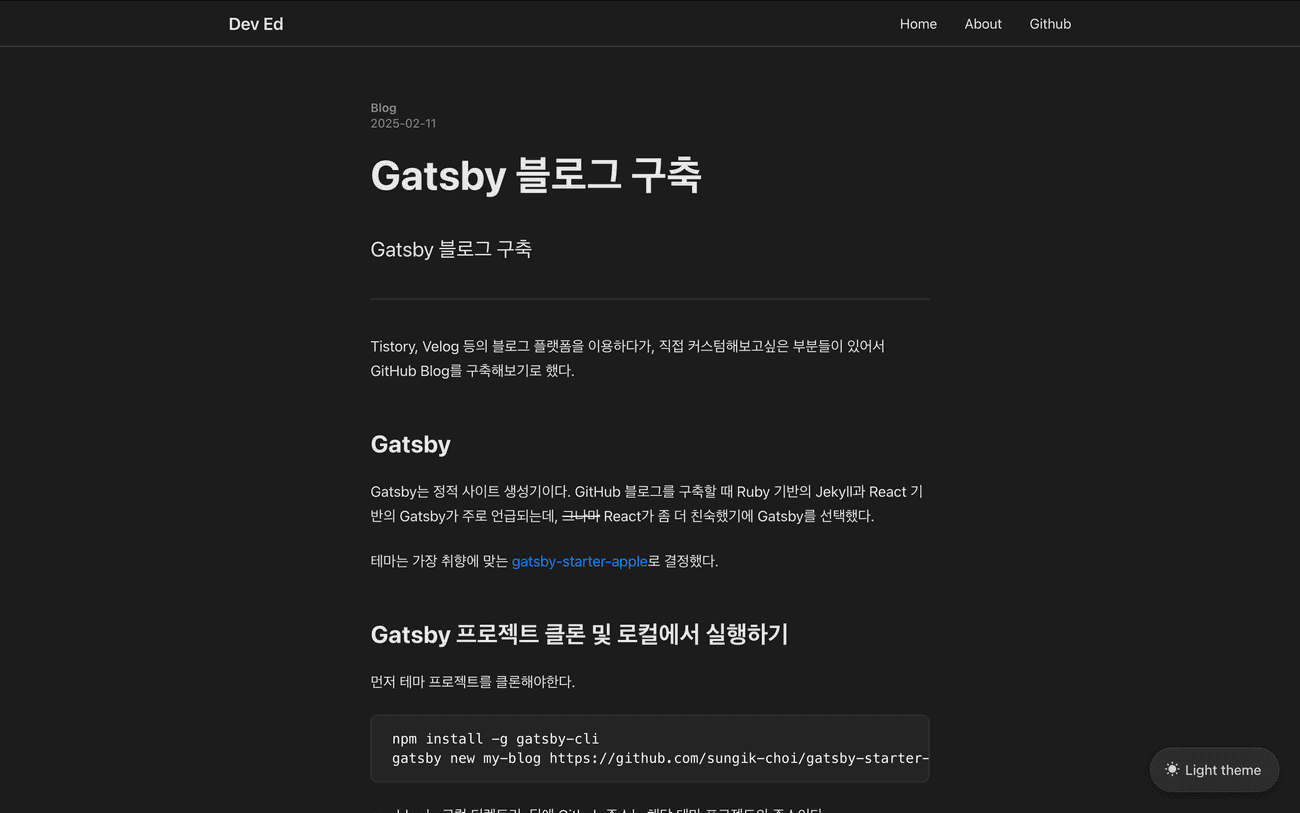 Dev Ed
Home
About
Github
Blog
2025-02-11
Gatsby 블로그 구축
Gatsby 블로그 구축
Tistory, Velog 등의 블로그 플랫폼을 이용하다가, 직접 커스텀해보고싶은 부분들이 있어서
GitHub Blog를 구축해보기로 했다.
Gatsby
Gatsby는 정적 사이트 생성기이다. GitHub 블로그를 구축할 때 Ruby 기반의 Jekyll과 React 기
반의 Gatsby가 주로 언급되는데, 그나마 React가 좀 더 친숙했기에 Gatsby를 선택했다.
테마는 가장 취향에 맞는 gatsby-starter-apple로 결정했다.
Gatsby 프로젝트 클론 및 로컬에서 실행하기
먼저 테마 프로젝트를 클론해야한다.
npm install -g gatsby-cli
gatsby new my-blog https://github.com/sungik-choi/gatsby-starter-
Light theme